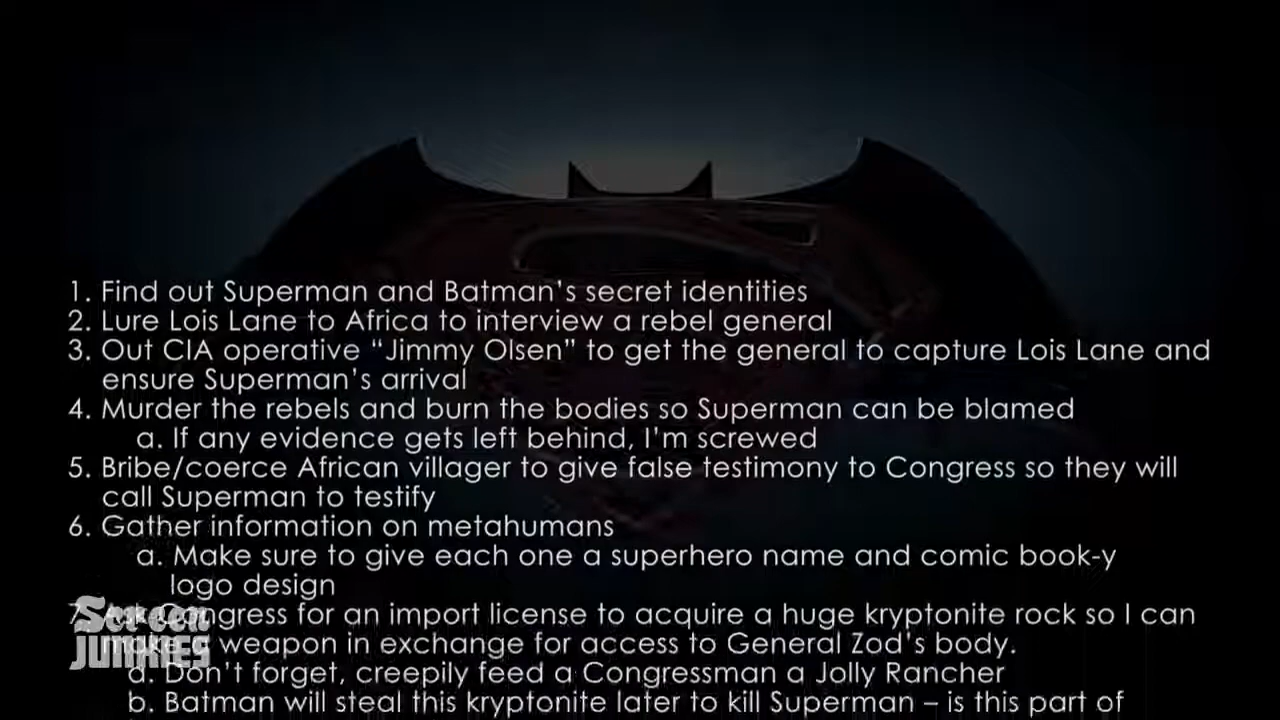 1. Find out Superman and Batman’s secret identities
2. Lure Lois Lane to Africa to interview a rebel general
3. Out CIA operative “Jimmy Olsen” to get the general to capture Lois Lane and
ensure Superman’s arrival
4. Murder the rebels and burn the bodies so Superman can be blamed
a. If any evidence gets left behind, I’m screwed
5. Bribe/coerce African villager to give false testimony to Congress so they will
call Superman to testify
6. Gather information on metahumans
a. Make sure to give each one a superhero name and comic book-y
logo design
7. Ask Congress for an import license to acquire a huge kryptonite rock so I can
make a weapon in exchange for access to General Zod’s body.
a. Don’t forget, creepily feed a Congressman a Jolly Rancher
b. Batman will steal this kryptonite later to kill Superman – is this part of
Screen
JUNKIES